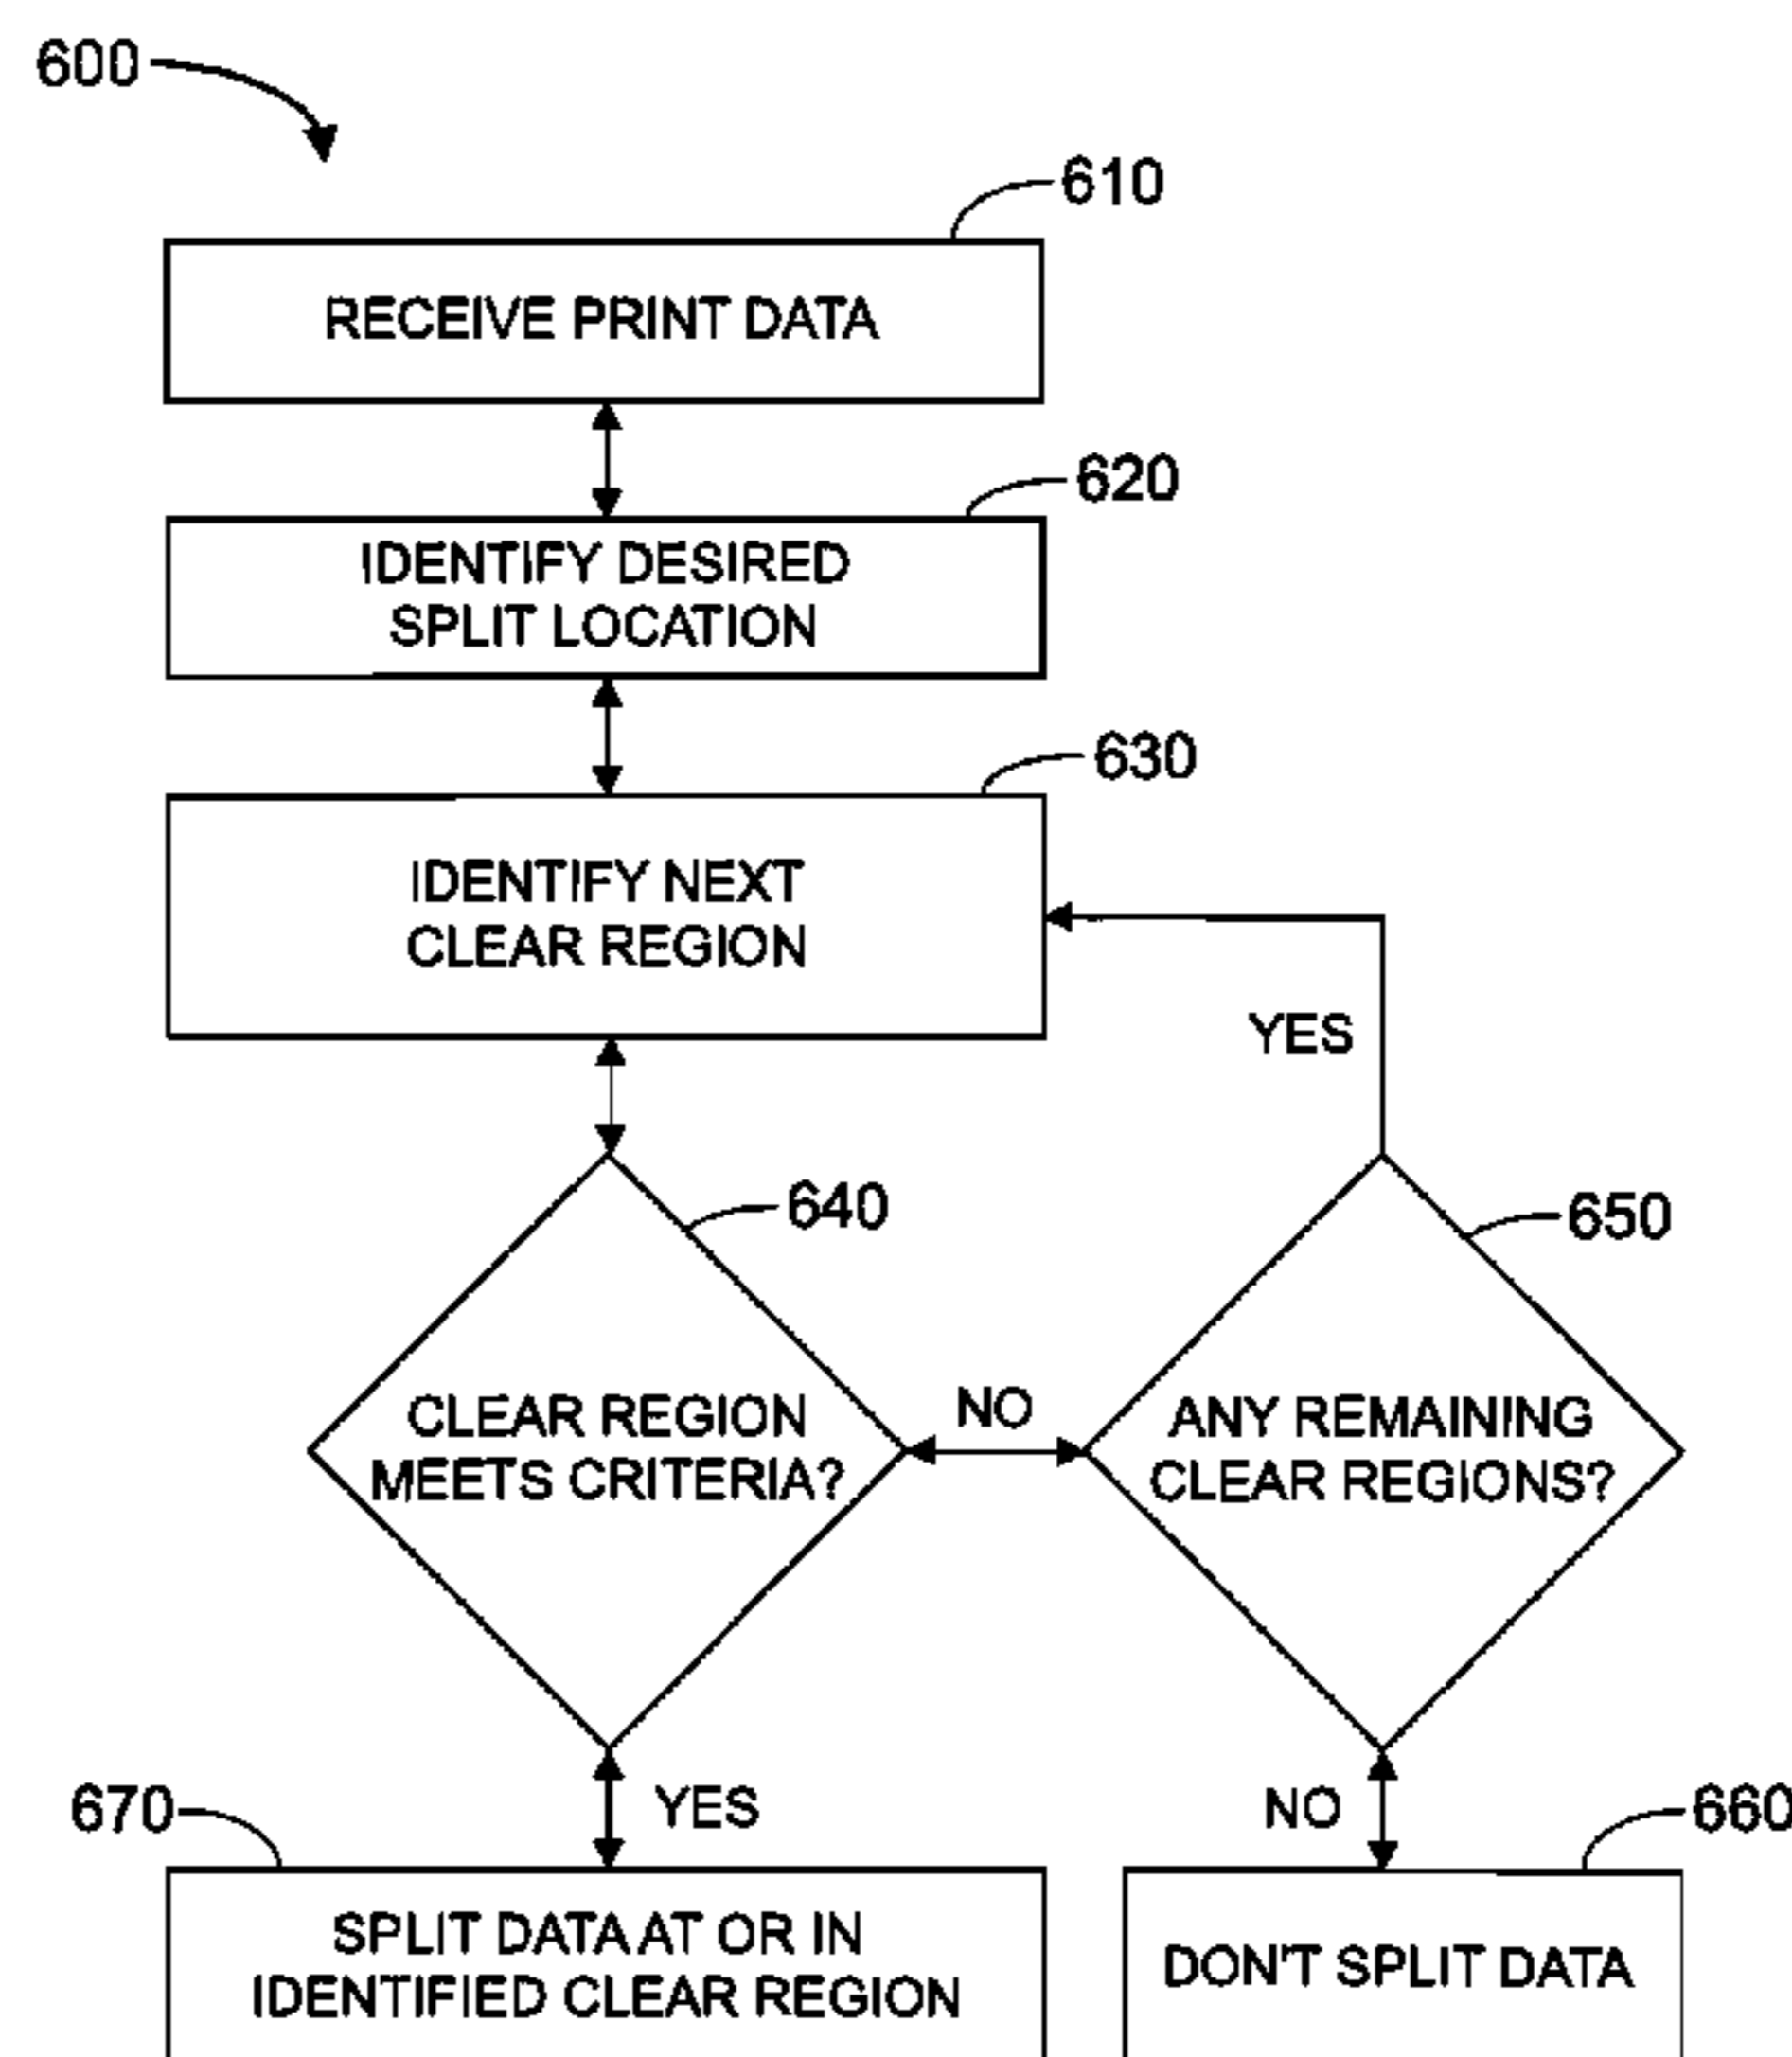 600
610
RECEIVE PRINT DATA
620
IDENTIFY DESIRED
SPLIT LOCATION
630
IDENTIFY NEXT
CLEAR REGION
YES
640
650
CLEAR REGION
MEETS CRITERIA?
NO
ANY REMAINING
CLEAR REGIONS?
670
YES
NO
660
SPLIT DATA AT OR IN
IDENTIFIED CLEAR REGION
DON'T SPLIT DATA